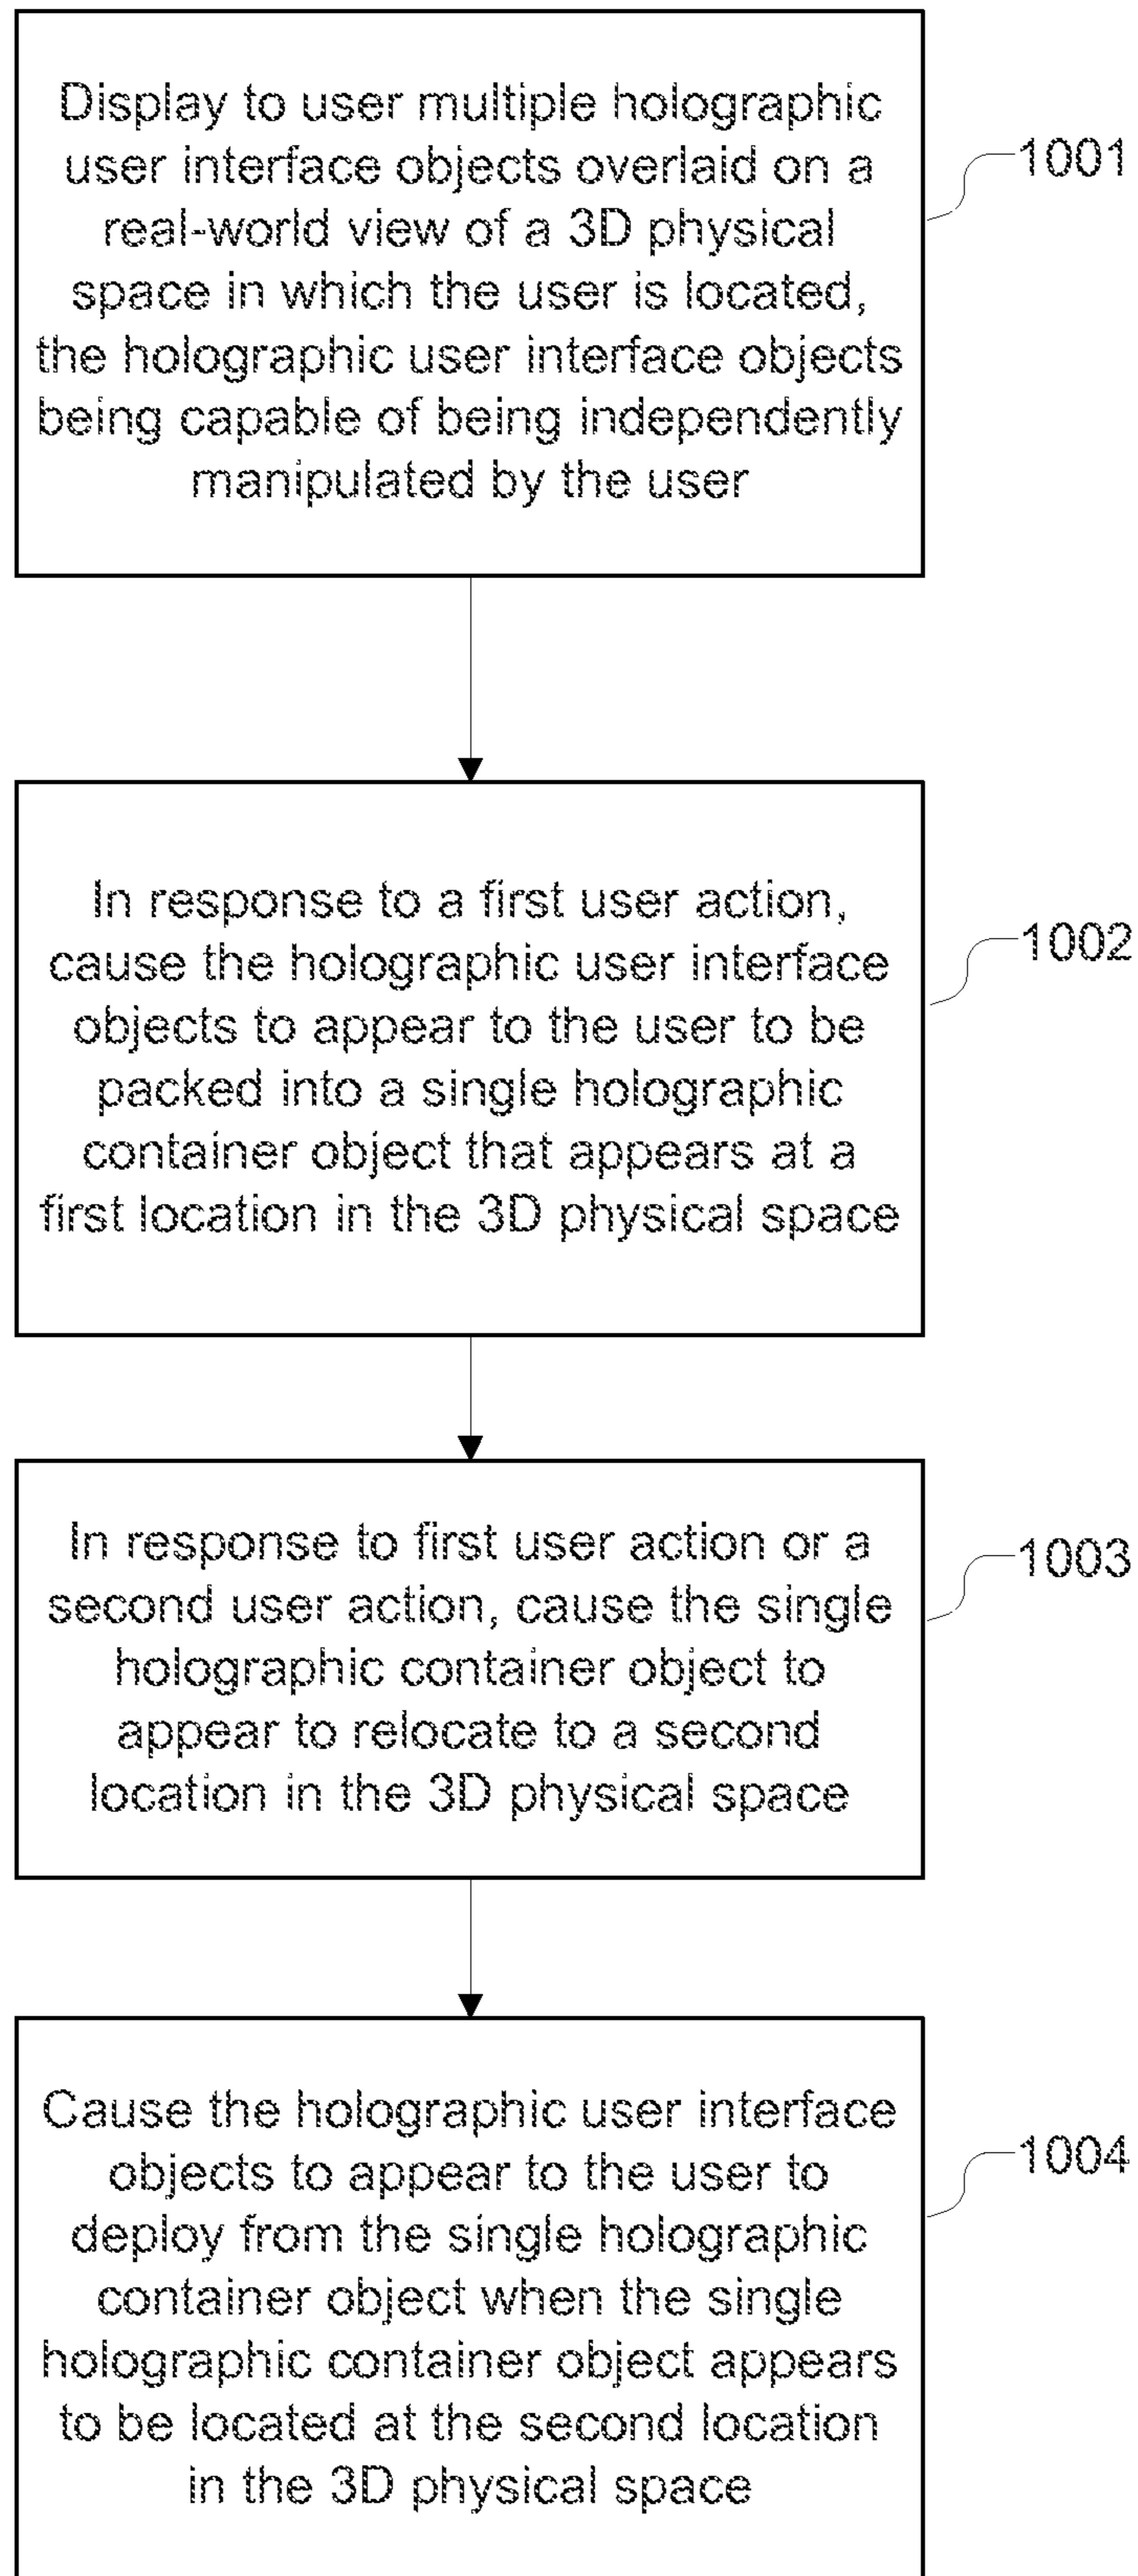 Display to user multiple holographic
user interface objects overlaid on a
real-world view of a 3D physical
space in which the user is located,
the holographic user interface objects
being capable of being independently
manipulated by the user
1001
In response to a first user action,
cause the holographic user interface
objects to appear to the user to be
packed into a single holographic
container object that appears at a
first location in the 3D physical space
1002
In response to first user action or a
second user action, cause the single
holographic container object to
appear to relocate to a second
location in the 3D physical space
1003
Cause the holographic user interface
objects to appear to the user to
deploy from the single holographic
container object when the single
holographic container object appears
to be located at the second location
in the 3D physical space
1004